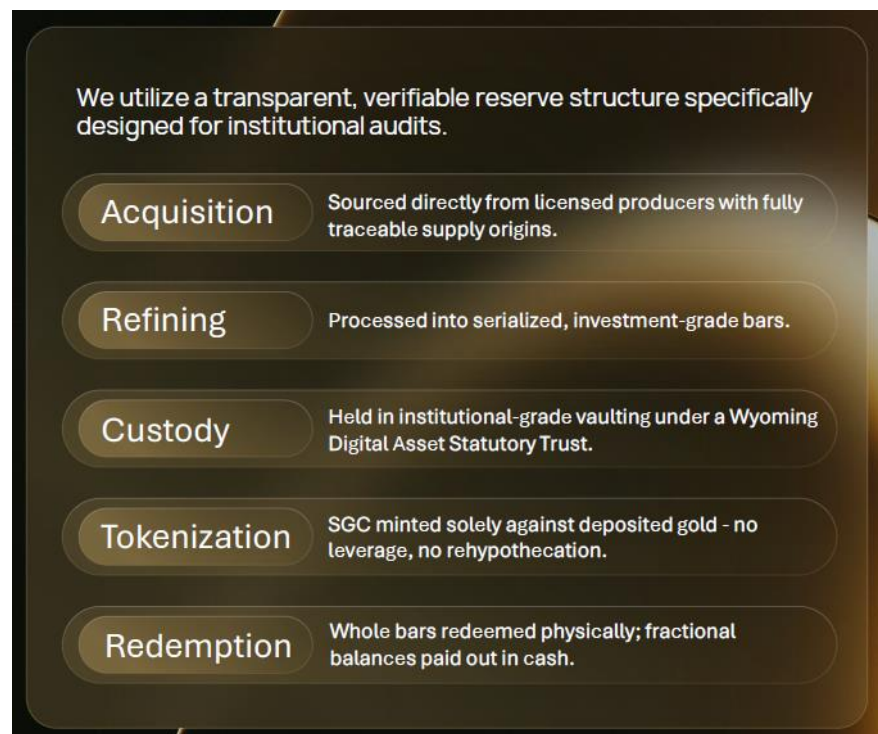 We utilize a transparent, verifiable reserve structure specifically
designed for institutional audits.
Acquisition
Sourced directly from licensed producers with fully
traceable supply origins.
Refining
Processed into serialized, investment-grade bars.
Custody
Held in institutional-grade vaulting under a Wyoming
Digital Asset Statutory Trust.
Tokenization
SGC minted solely against deposited gold - no
leverage, no rehypothecation.
Redemption
Whole bars redeemed physically; fractional
balances paid out in cash.